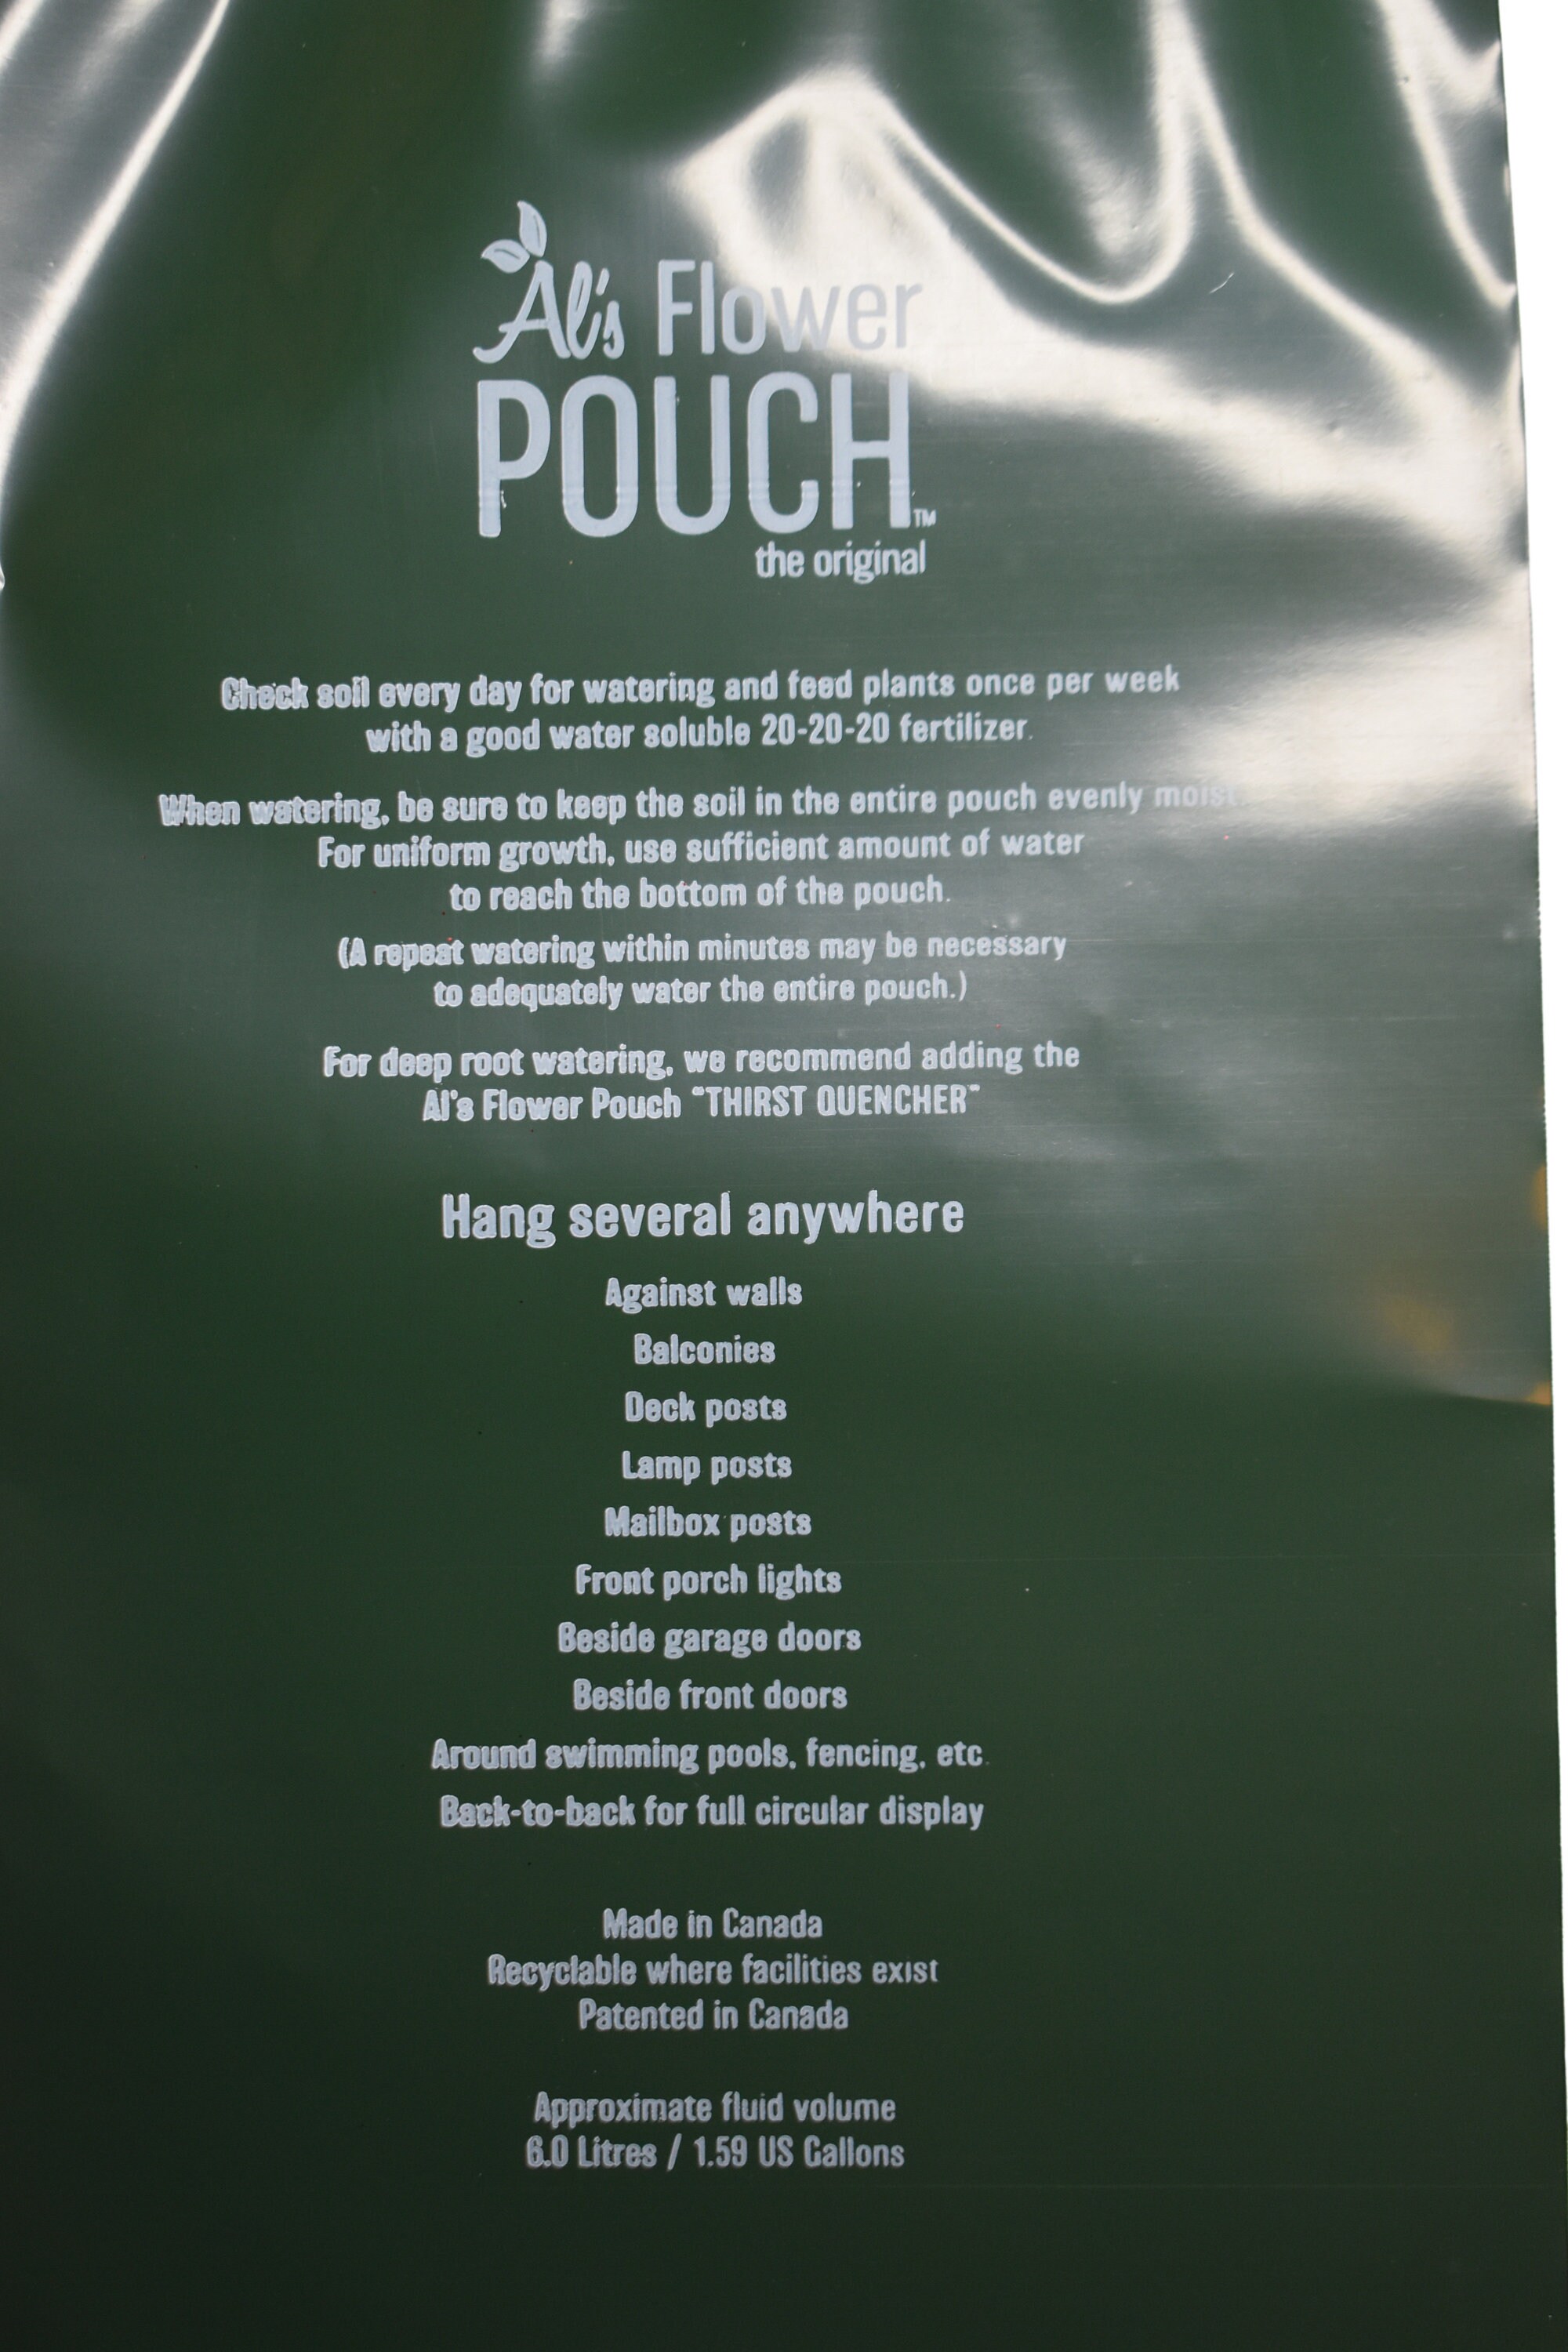 Al's Flower
POUCH™
the original
Check soil every day for watering and feed plants once per week
with a good water soluble 20-20-20 fertilizer.
When watering, be sure to keep the soil in the entire pouch evenly moist.
For uniform growth, use sufficient amount of water
to reach the bottom of the pouch.
(A repeat watering within minutes may be necessary
to adequately water the entire pouch.)
For deep root watering, we recommend adding the
Al's Flower Pouch "THIRST QUENCHER"
Hang several anywhere
Against walls
Balconies
Deck posts
Lamp posts
Mailbox posts
Front porch lights
Beside garage doors
Beside front doors
Around swimming pools, fencing, etc.
Back-to-back for full circular display
Made in Canada
Recyclable where facilities exist
Patented in Canada
Approximate fluid volume
6.0 Litres / 1.59 US Gallons